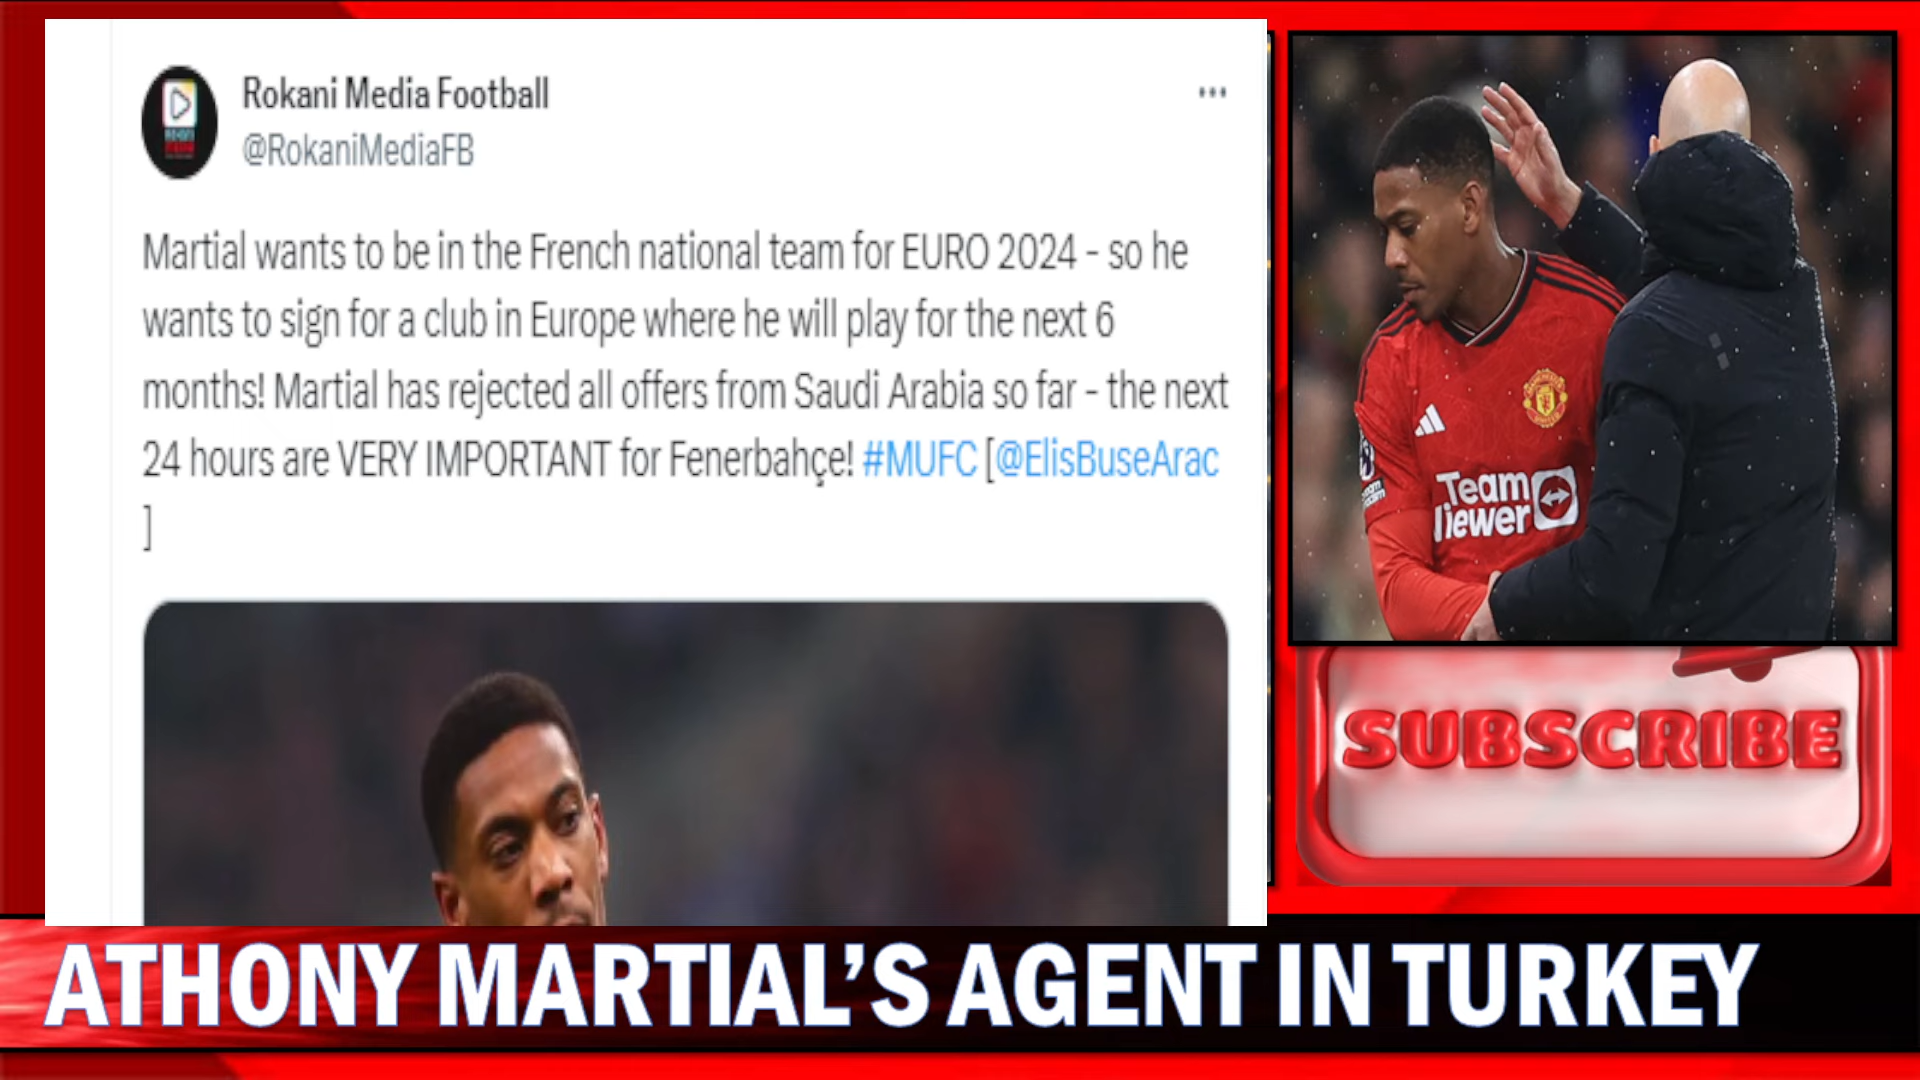 Rokani Media Football
@RokaniMediaFB
Martial wants to be in the French national team for EURO 2024 - so he
wants to sign for a club in Europe where he will play for the next 6
months! Martial has rejected all offers from Saudi Arabia so far - the next
24 hours are VERY IMPORTANT for Fenerbahçe! #MUFC [@ElisBuseArac
]
Team
Viewer
SUBSCRIBE
ATHONY MARTIAL’S AGENT IN TURKEY